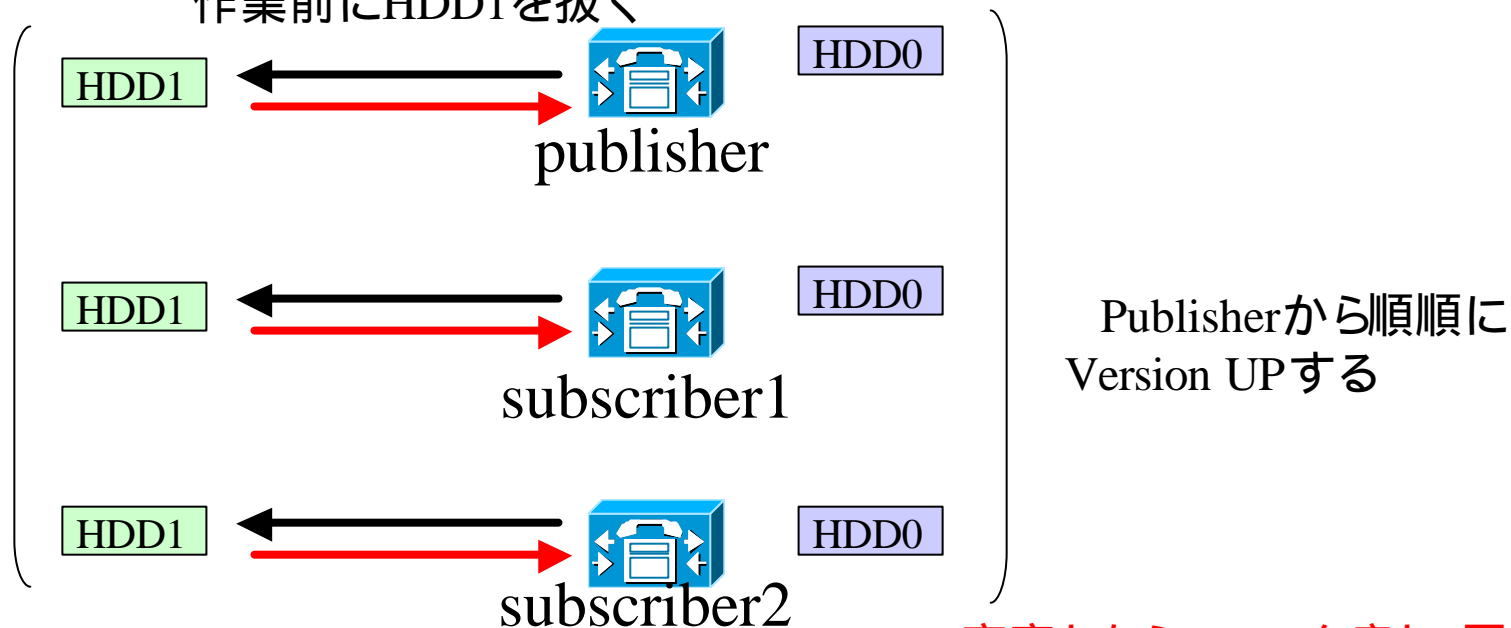 作業前にHDD1を抜く
HDD1
HDD0
publisher
HDD1
HDD0
subscriber1
Publisherから順順に
Version UPする
HDD1
HDD0
subscriber2